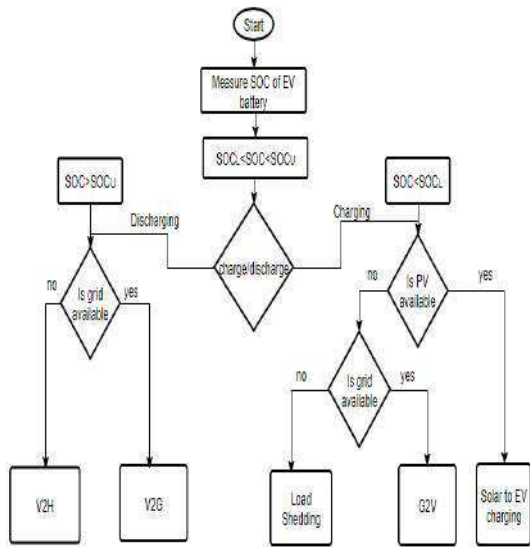 Start
Measure SOC of EV
battery
SOCL<SOC<SOCU
SOC>SOCU
SOC<SOCL
Discharging
Charging
charge/discharge
no
Is grid
available
yes
no
Is PV
available
yes
no
Is grid
available
yes
V2H
V2G
Load
Shedding
G2V
Solar to EV
charging